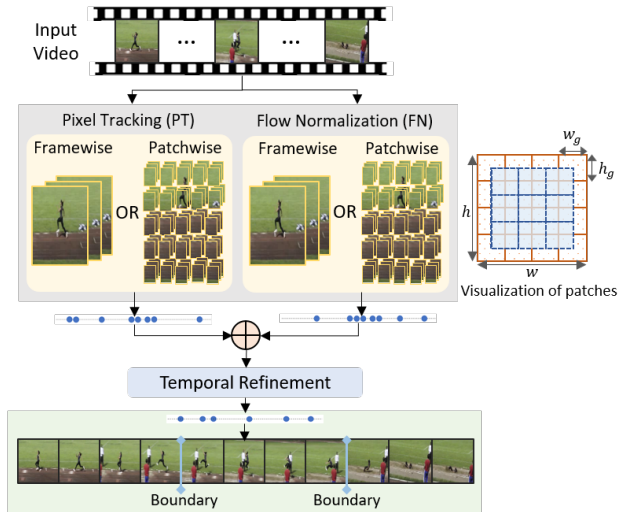 Input
Video
Pixel Tracking (PT)
Flow Normalization (FN)
Framewise
Patchwise
OR
Framewise
Patchwise
OR
w_g
h_g
h
w
Visualization of patches
Temporal Refinement
Boundary
Boundary